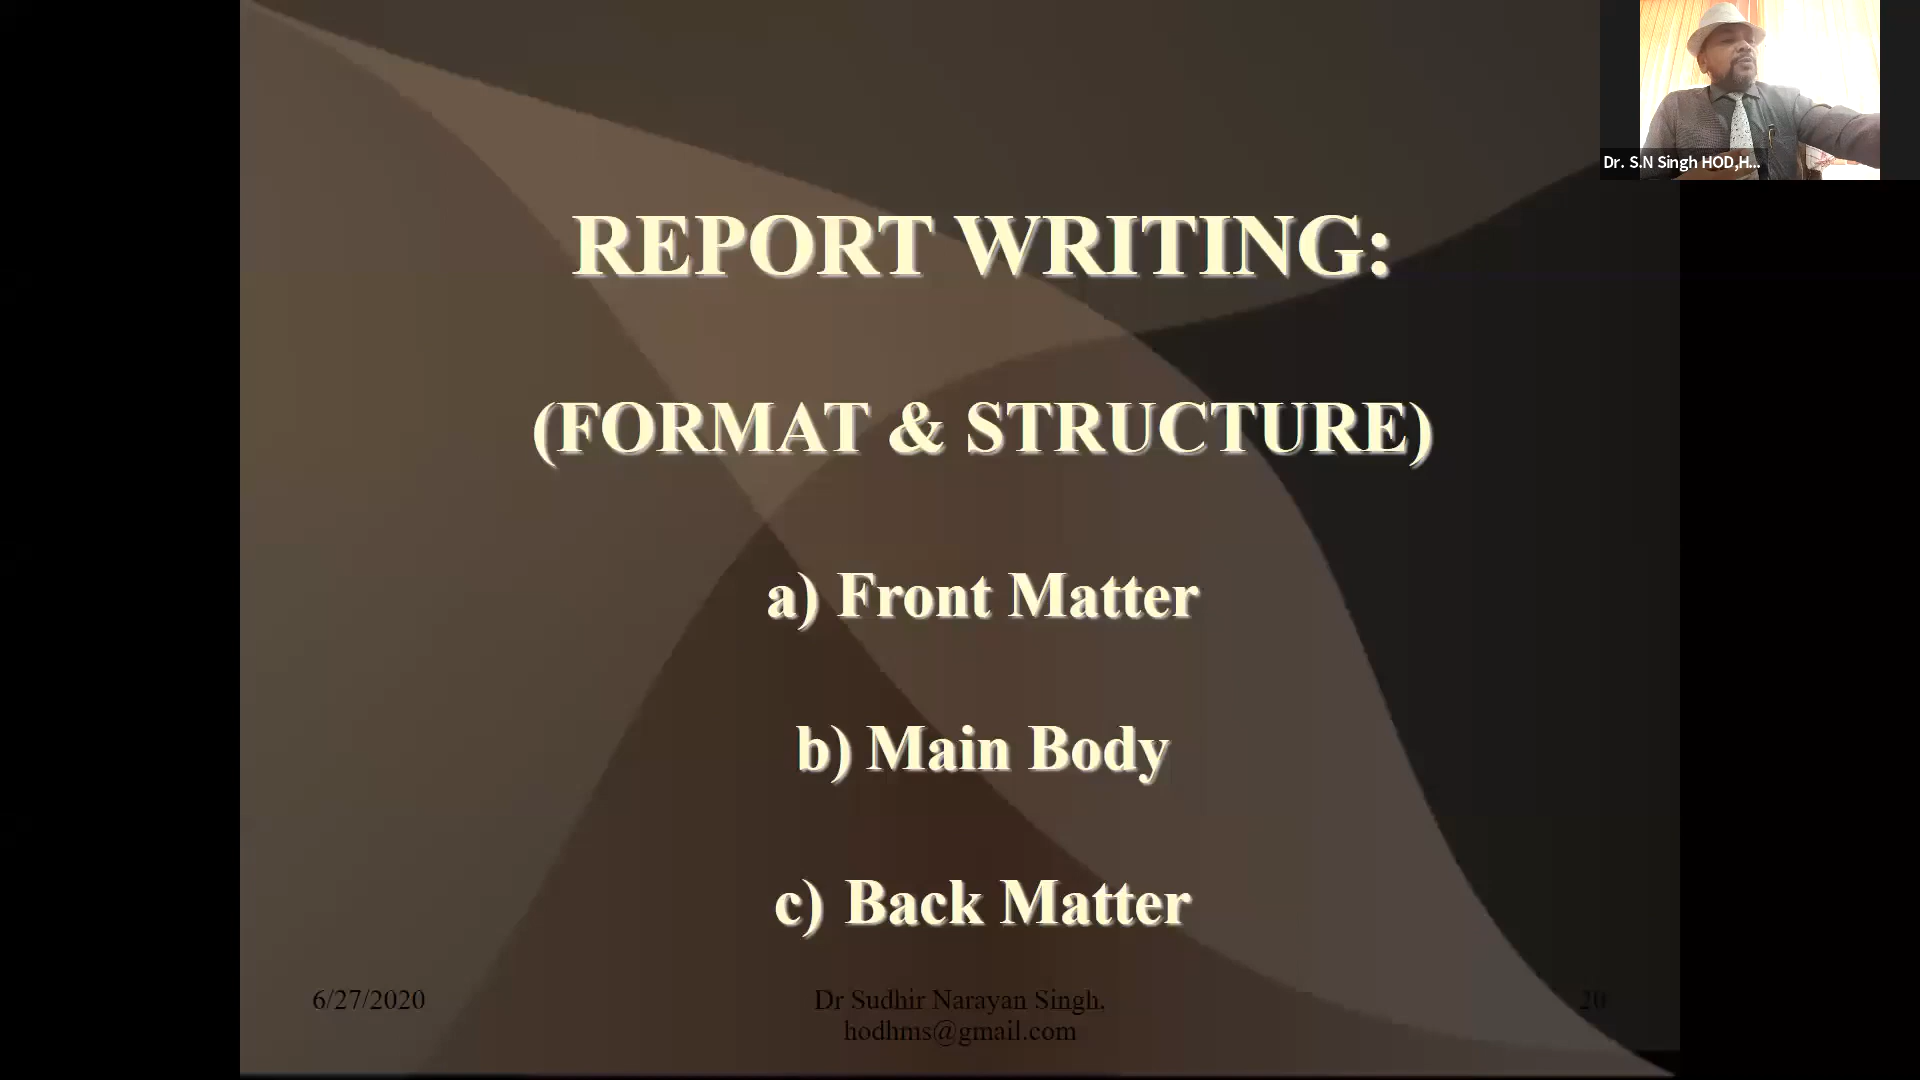 Dr. S.N Singh HOD,H...
REPORT WRITING:
(FORMAT & STRUCTURE)
a) Front Matter
b) Main Body
c) Back Matter
6/27/2020
Dr Sudhir Narayan Singh,
hodhms@gmail.com
20